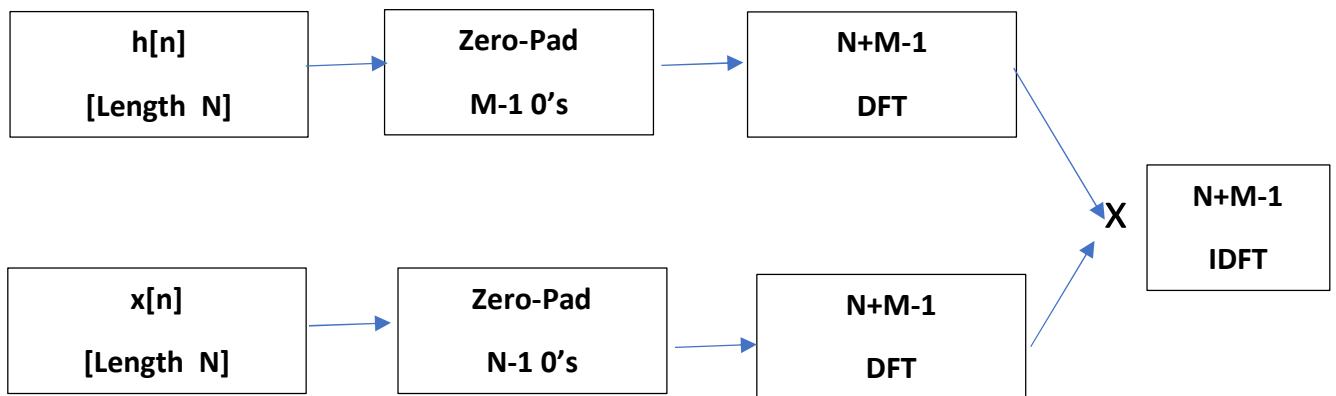 h[n]
[Length N]
Zero-Pad
M-1 0’s
N+M-1
DFT
X
N+M-1
IDFT
x[n]
[Length N]
Zero-Pad
N-1 0’s
N+M-1
DFT